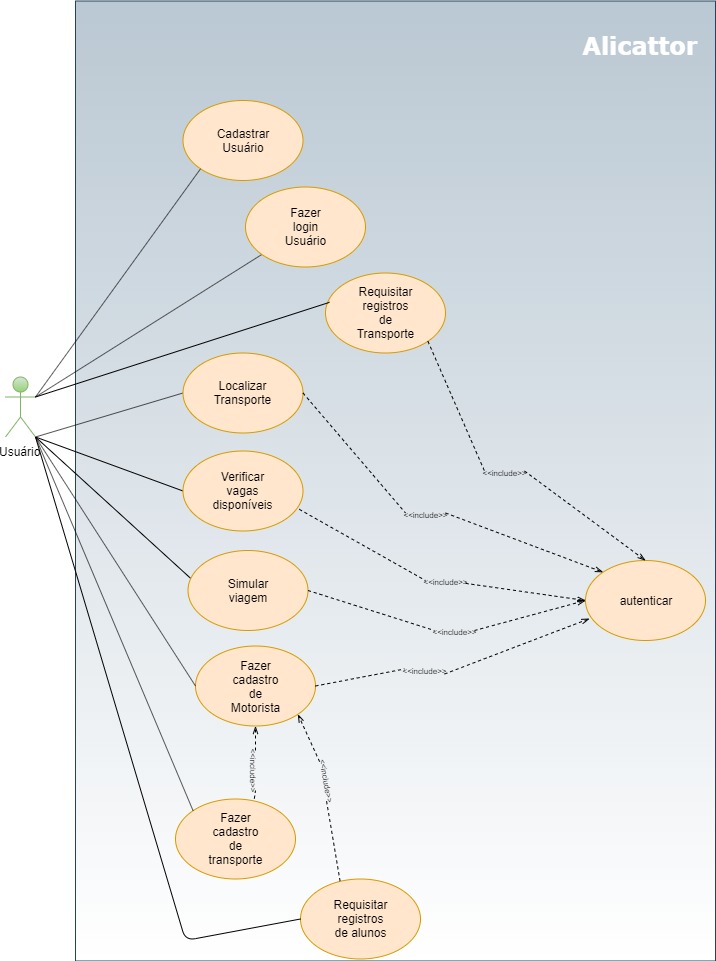 Alicattor
Cadastrar
Usuário
Fazer
login
Usuário
Requisitar
registros
de
Transporte
Localizar
Transporte
Usuário
Verificar
vagas
disponíveis
<<include>>
<<include>>
Simular
viagem
<<include>>
autenticar
<<include>>
Fazer
cadastro
de
Motorista
<<include>>
<<include>>
<<include>>
Fazer
cadastro
de
transporte
Requisitar
registros
de alunos